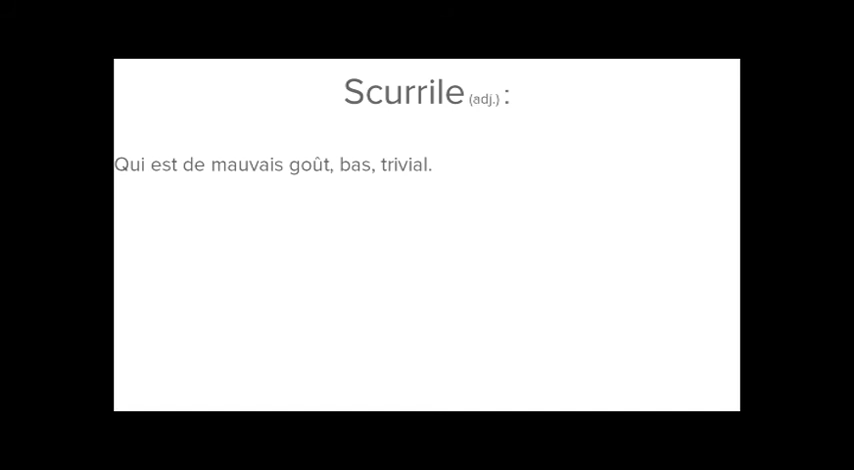 Scurrile (adj.) :
Qui est de mauvais goût, bas, trivial.